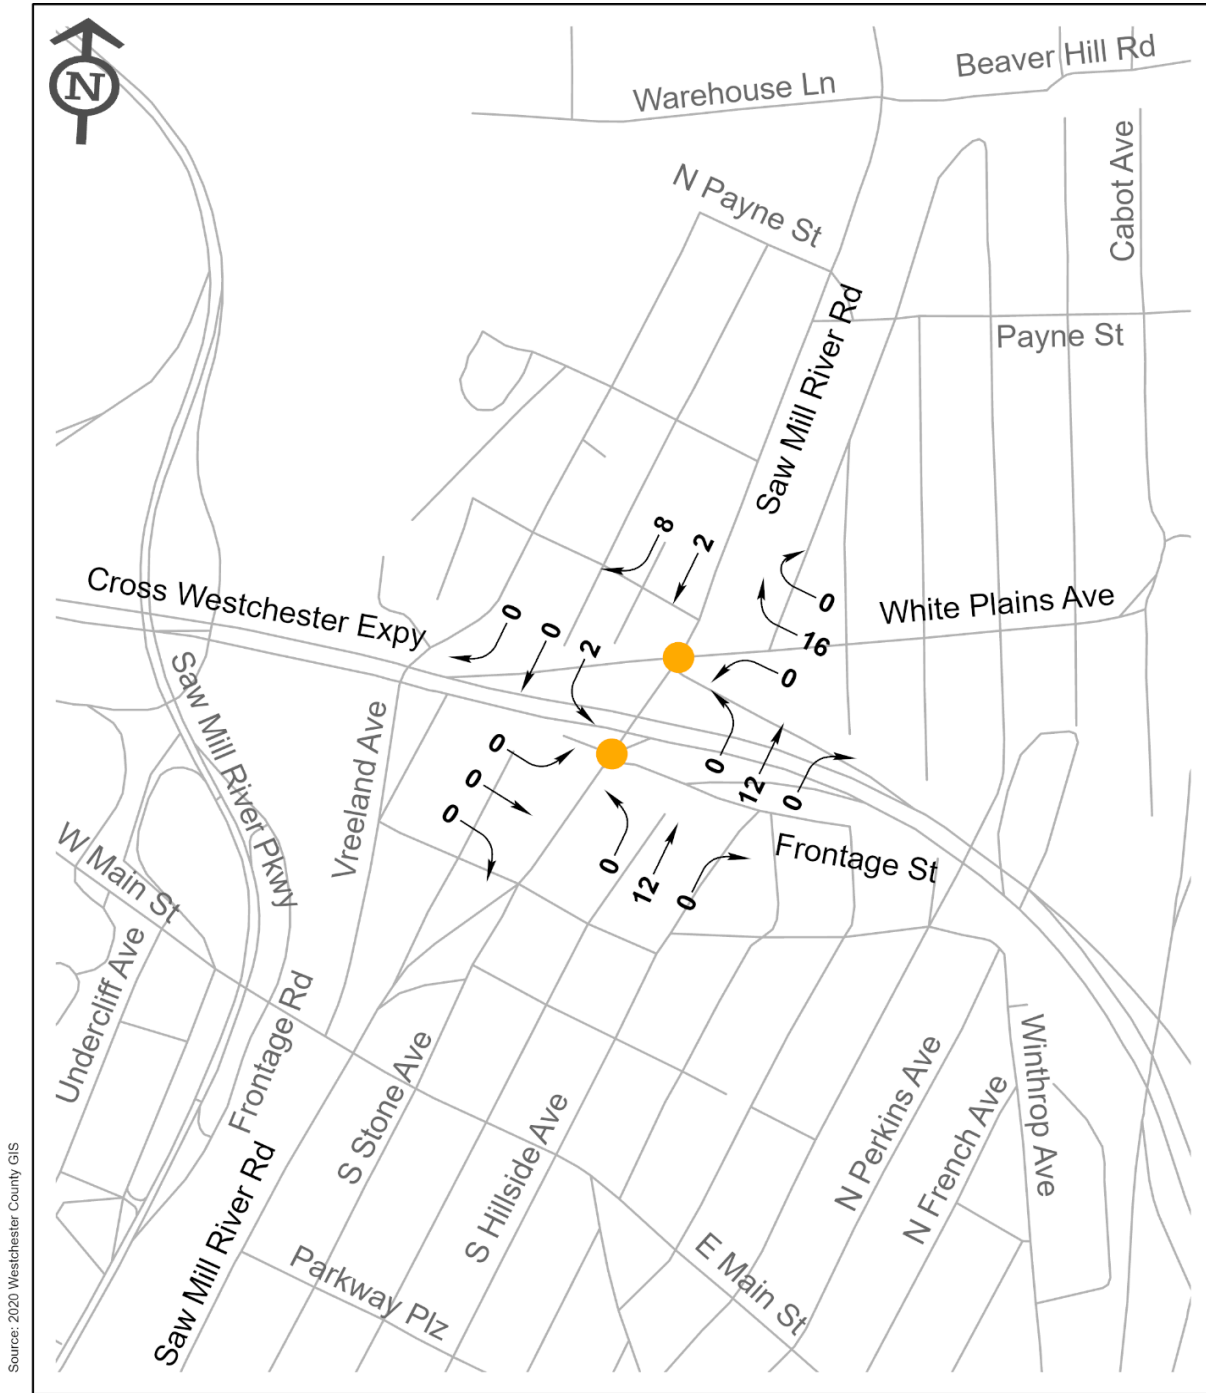 N
Beaver Hill Rd
Warehouse Ln
Cabot Ave
N Payne St
Saw Mill River Rd
Payne St
8
2
Cross Westchester Expy
0
0
2
0
16
White Plains Ave
0
Saw Mill River Pkwy
Vreeland Ave
0
0
0
0
12
0
W Main St
Frontage St
0
12
0
Undercliff Ave
Frontage Rd
S Stone Ave
S Hillside Ave
N Perkins Ave
N French Ave
Winthrop Ave
Saw Mill River Rd
Parkway Plz
E Main St
Source: 2020 Westchester County GIS